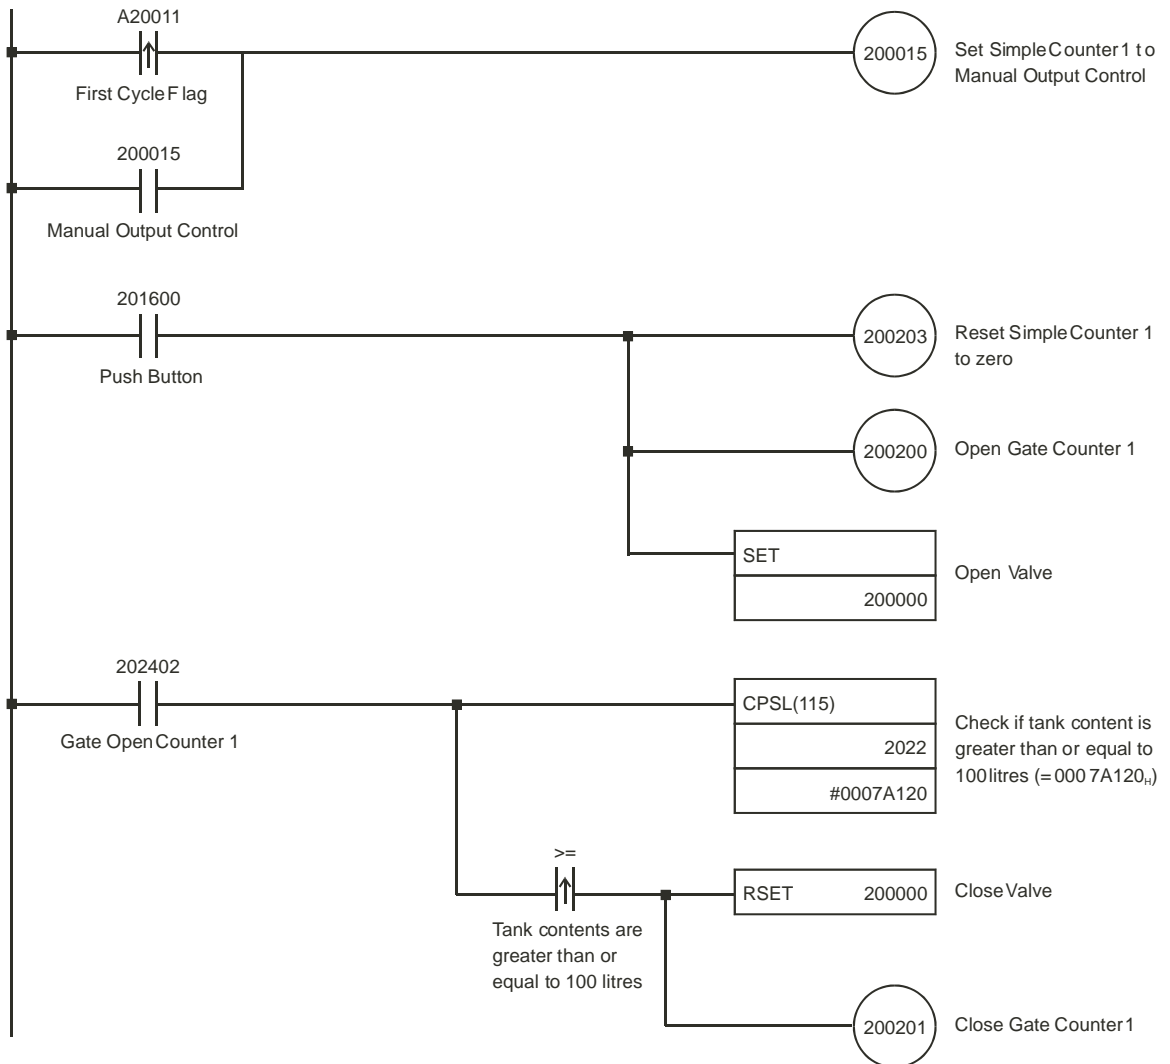 A20011
200015
Set Simple Counter 1 to
Manual Output Control
First Cycle Flag
200015
Manual Output Control
201600
200203
Reset Simple Counter 1
to zero
Push Button
200200
Open Gate Counter 1
SET
200000
Open Valve
202402
Gate Open Counter 1
CPSL(115)
2022
#0007A120
Check if tank content is
greater than or equal to
100 litres (= 000 7A120H)
>=
RSET 200000
Close Valve
Tank contents are
greater than or
equal to 100 litres
200201
Close Gate Counter 1